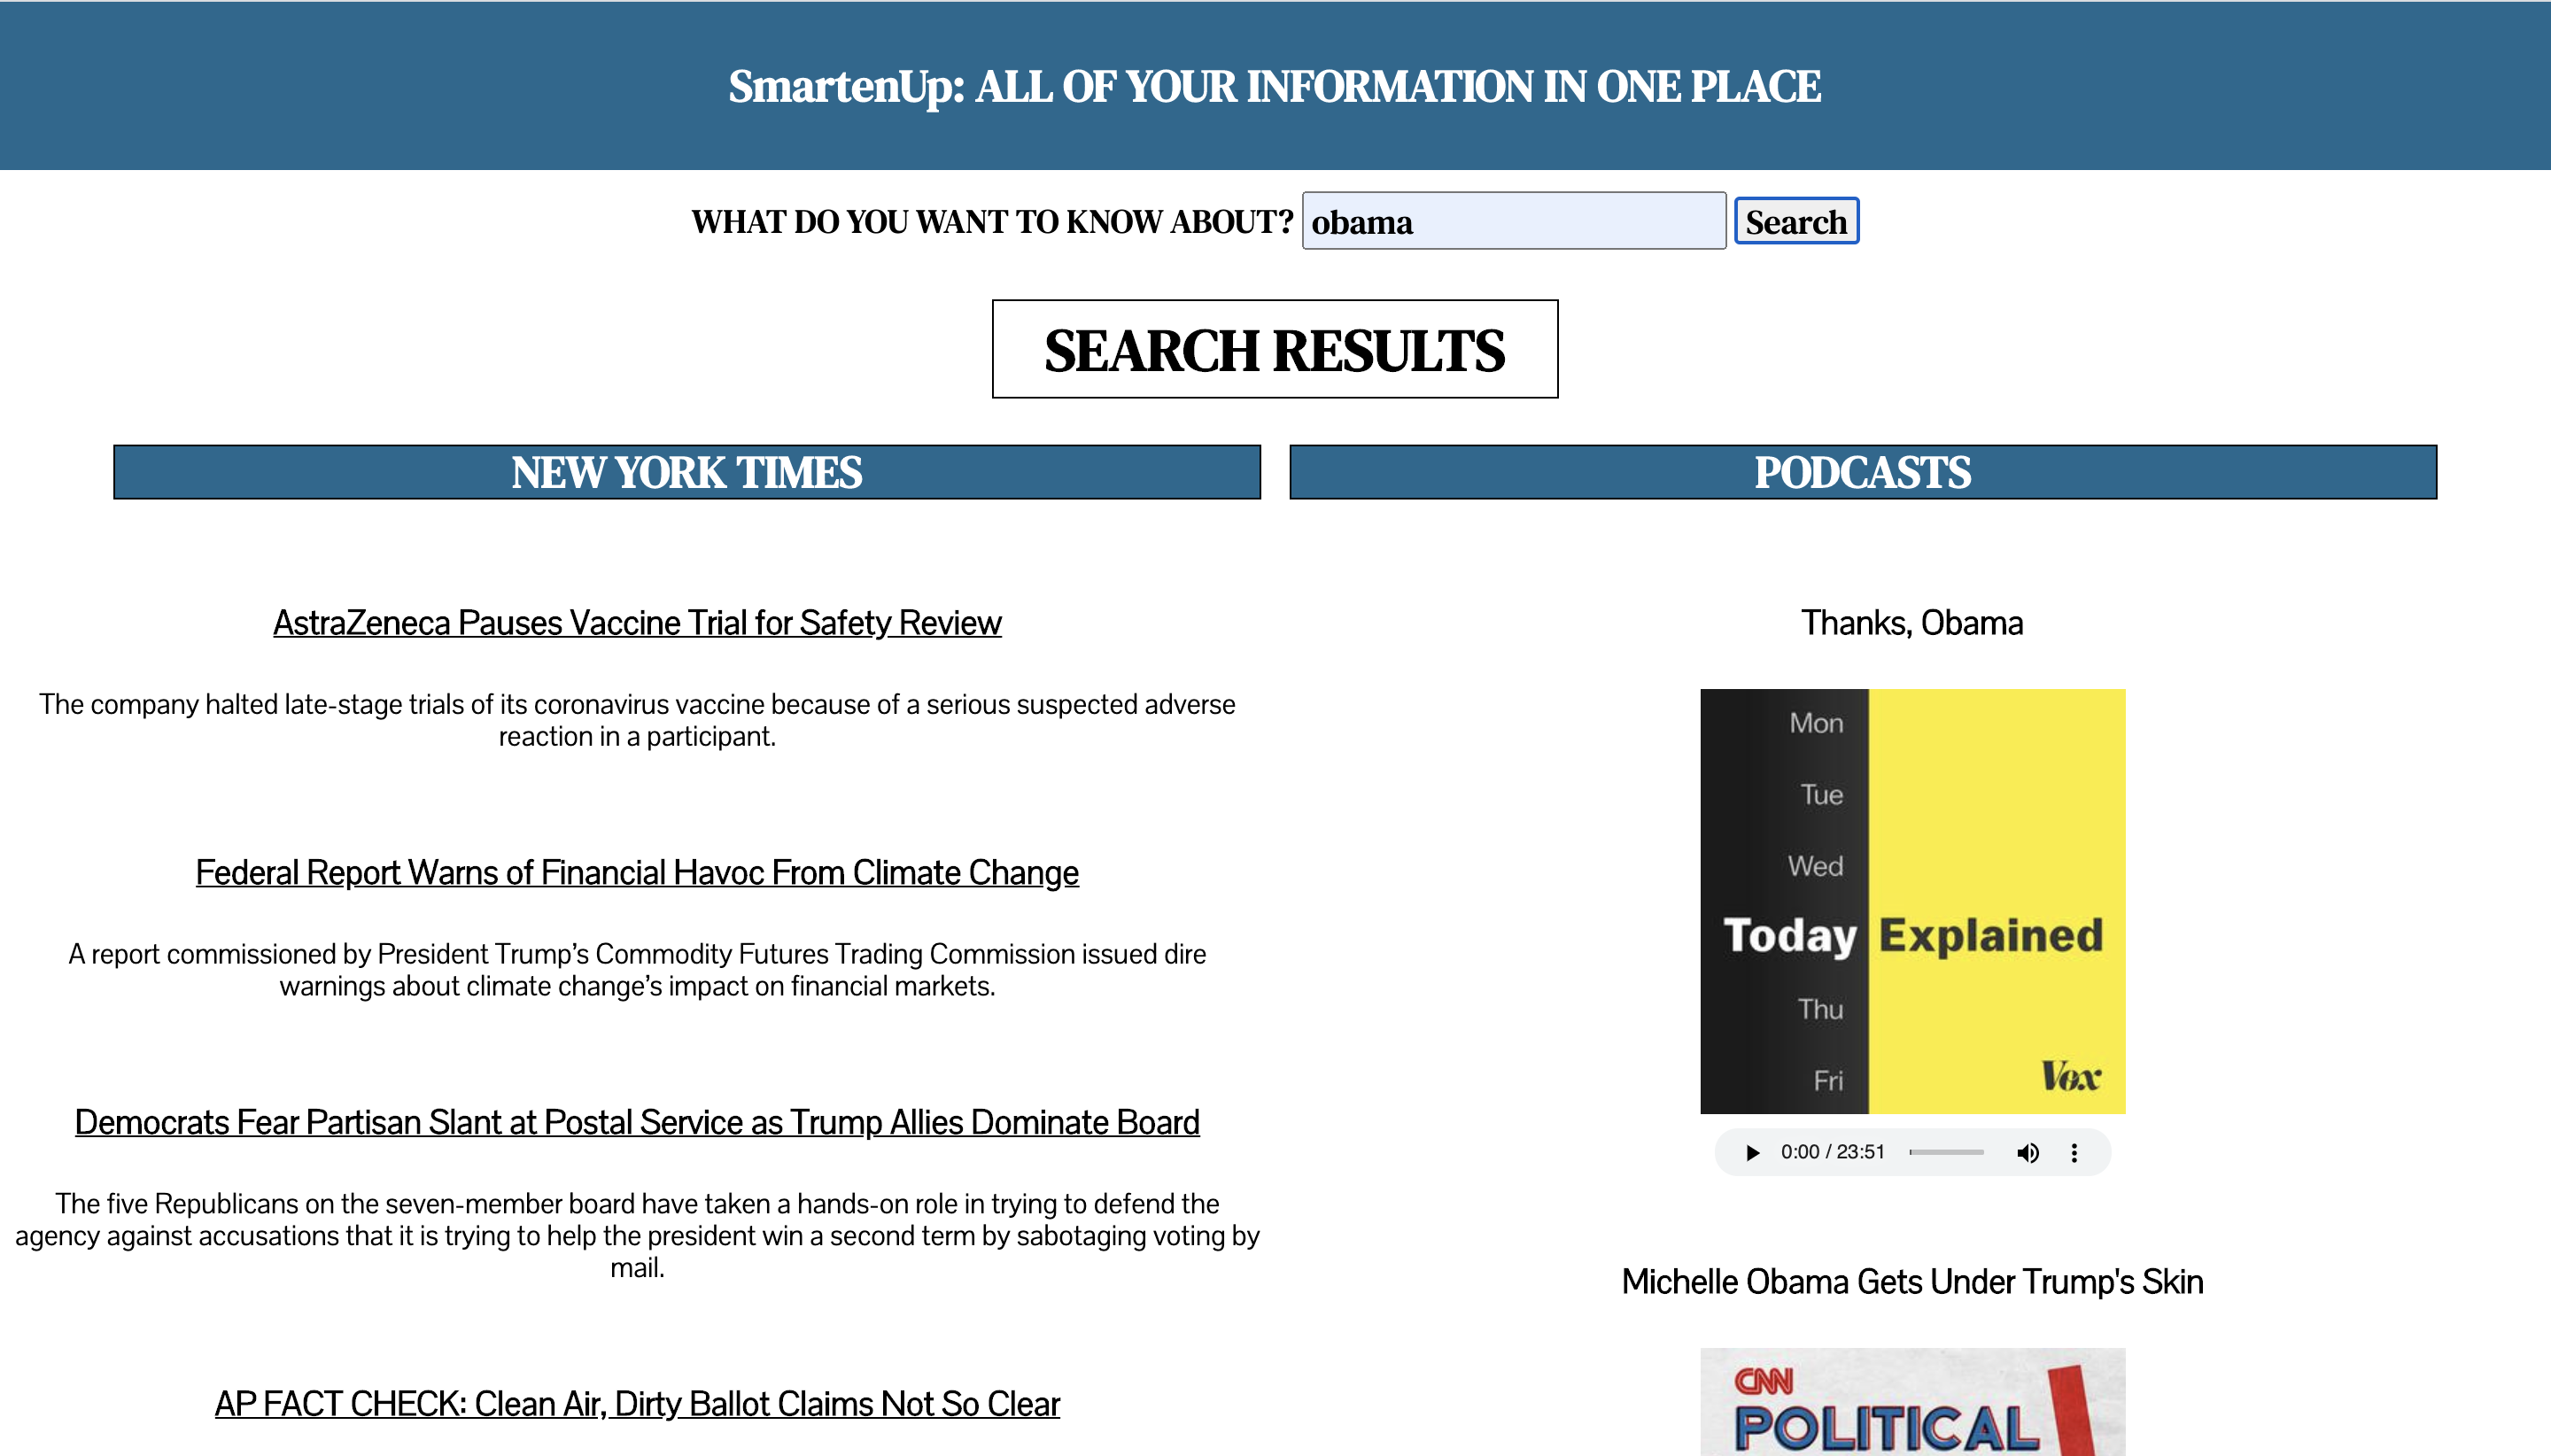 SmartenUp: ALL OF YOUR INFORMATION IN ONE PLACE
WHAT DO YOU WANT TO KNOW ABOUT? obama Search
SEARCH RESULTS
NEW YORK TIMES
AstraZeneca Pauses Vaccine Trial for Safety Review
The company halted late-stage trials of its coronavirus vaccine because of a serious suspected adverse
reaction in a participant.
Federal Report Warns of Financial Havoc From Climate Change
A report commissioned by President Trump’s Commodity Futures Trading Commission issued dire
warnings about climate change’s impact on financial markets.
Democrats Fear Partisan Slant at Postal Service as Trump Allies Dominate Board
The five Republicans on the seven-member board have taken a hands-on role in trying to defend the
agency against accusations that it is trying to help the president win a second term by sabotaging voting by
mail.
AP FACT CHECK: Clean Air, Dirty Ballot Claims Not So Clear
PODCASTS
Thanks, Obama
Mon
Tue
Wed
Today Explained
Thu
Fri
Vox
0:00 / 23:51
Michelle Obama Gets Under Trump's Skin
CNN
POLITICAL